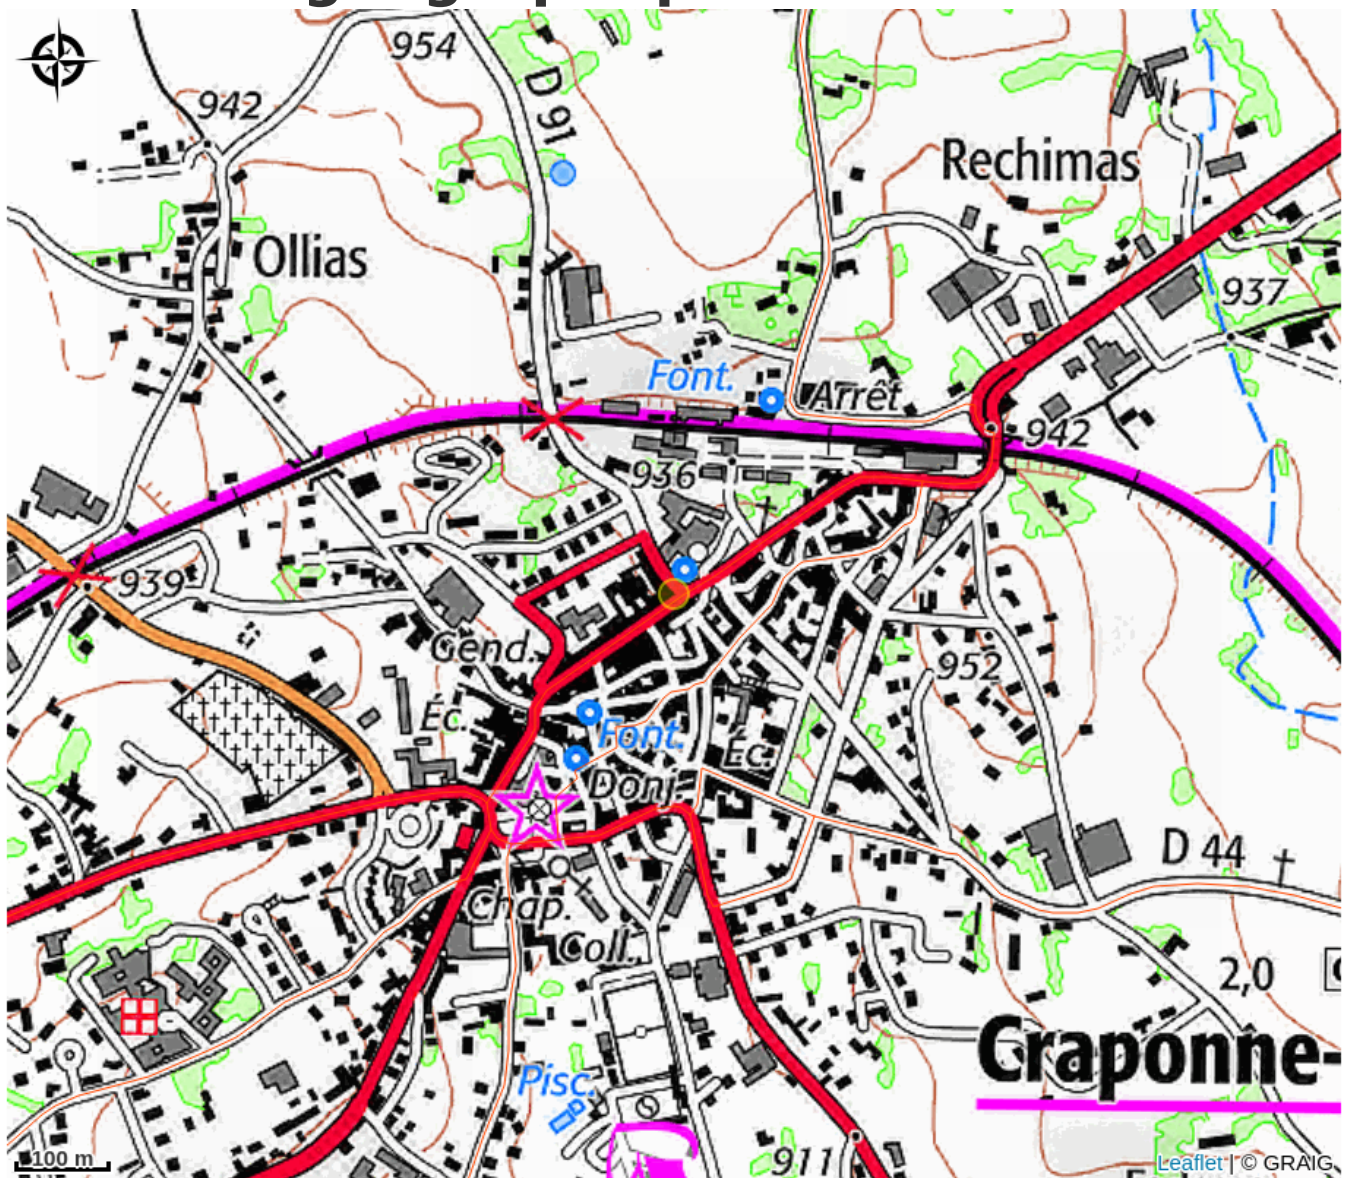 954
D 91
942
Rechimas
Ollias
937
Font.
Arrêt
942
936
939
Gend.
952
Éc.
Font.
Éc.
Donj.
D 44
Chap.
Coll.
2,0
Craponne-
Pisc.
911
100 m
Leaflet | © GRAIG